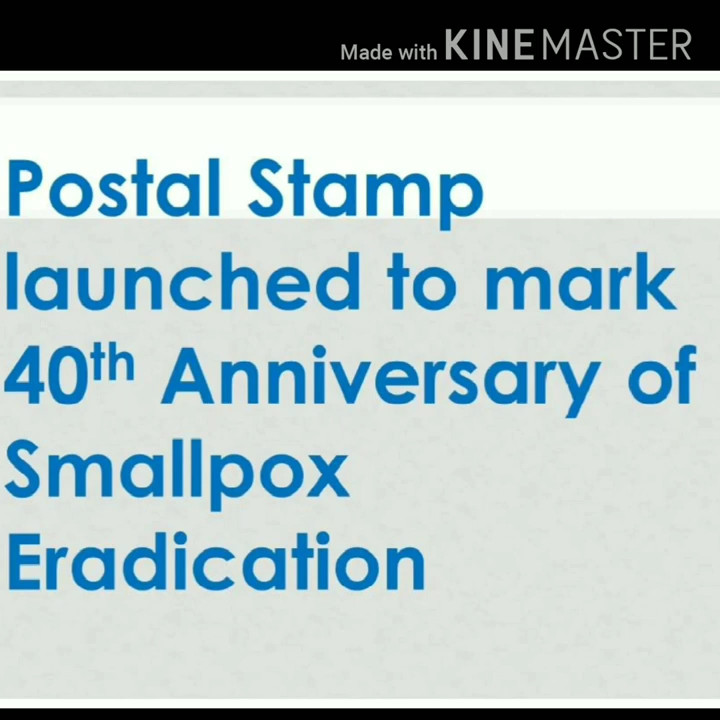 Made with KINEMASTER
Postal Stamp
launched to mark
40th Anniversary of
Smallpox
Eradication